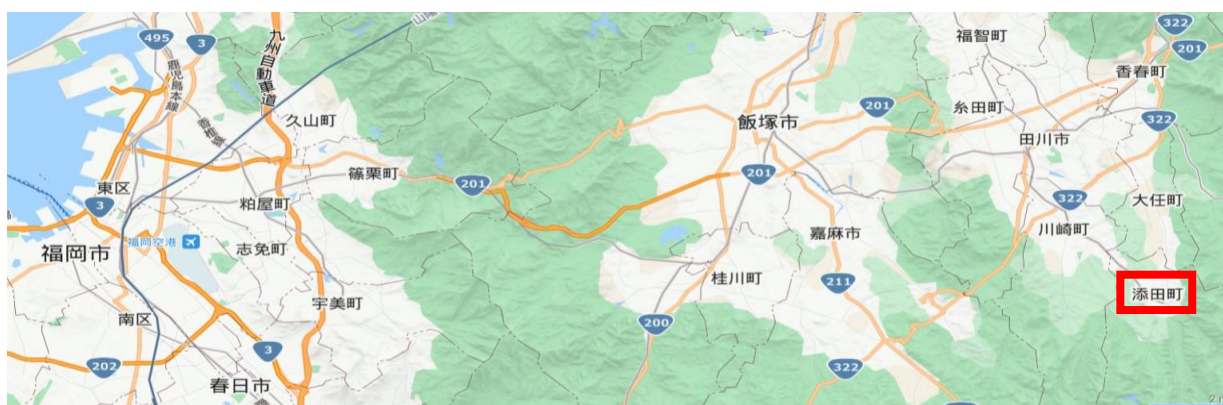 495
3
鹿児島本線
香椎線
九州自動車道
山陽
久山町
東区
3
粕屋町
篠栗町
201
福岡市
福岡空港
志免町
宇美町
南区
202
3
春日市
飯塚市
201
201
桂川町
200
嘉麻市
211
322
福智町
322
201
香春町
糸田町
322
田川市
322
大任町
川崎町
添田町